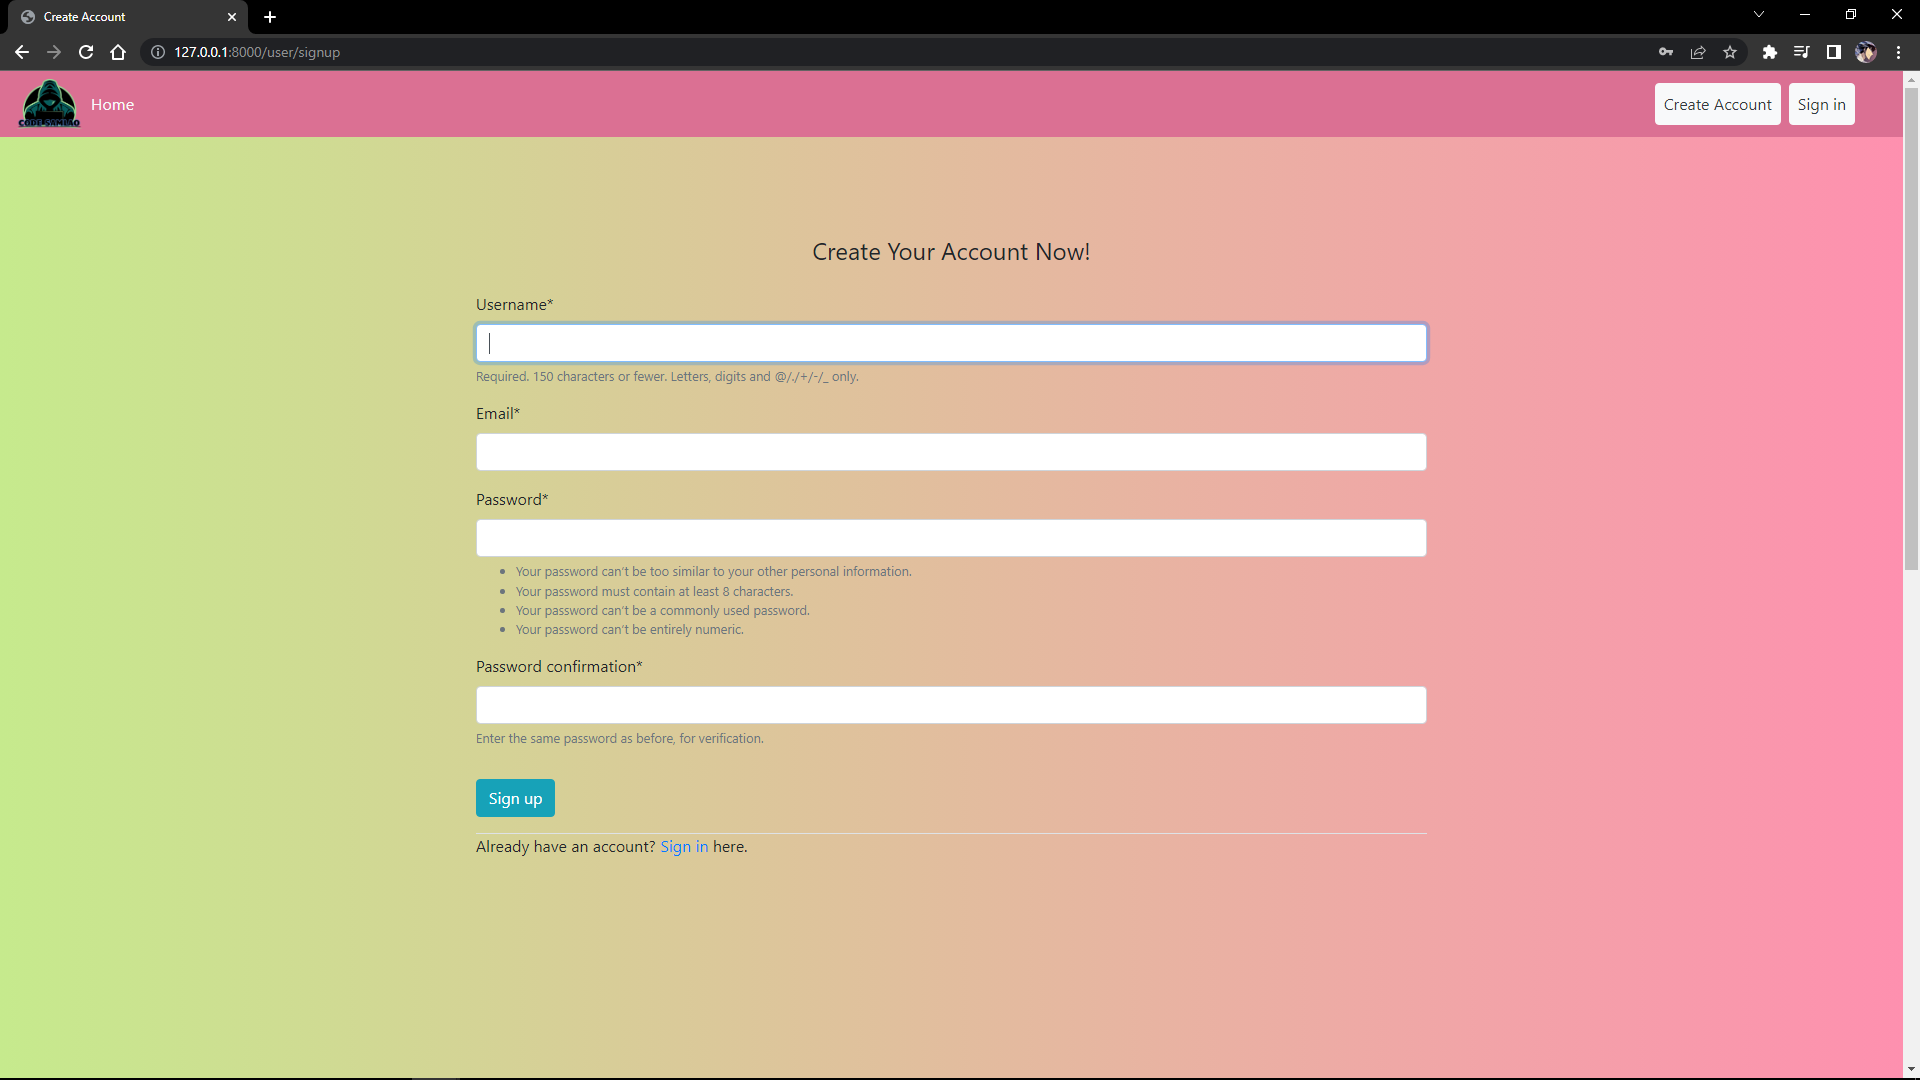 Create Account
127.0.0.1:8000/user/signup
CODE SAMLAO
Home
Create Account
Sign in
Create Your Account Now!
Username*
Required. 150 characters or fewer. Letters, digits and @/./+/-/_ only.
Email*
Password*
Your password can't be too similar to your other personal information.
Your password must contain at least 8 characters.
Your password can't be a commonly used password.
Your password can't be entirely numeric.
Password confirmation*
Enter the same password as before, for verification.
Sign up
Already have an account? Sign in here.